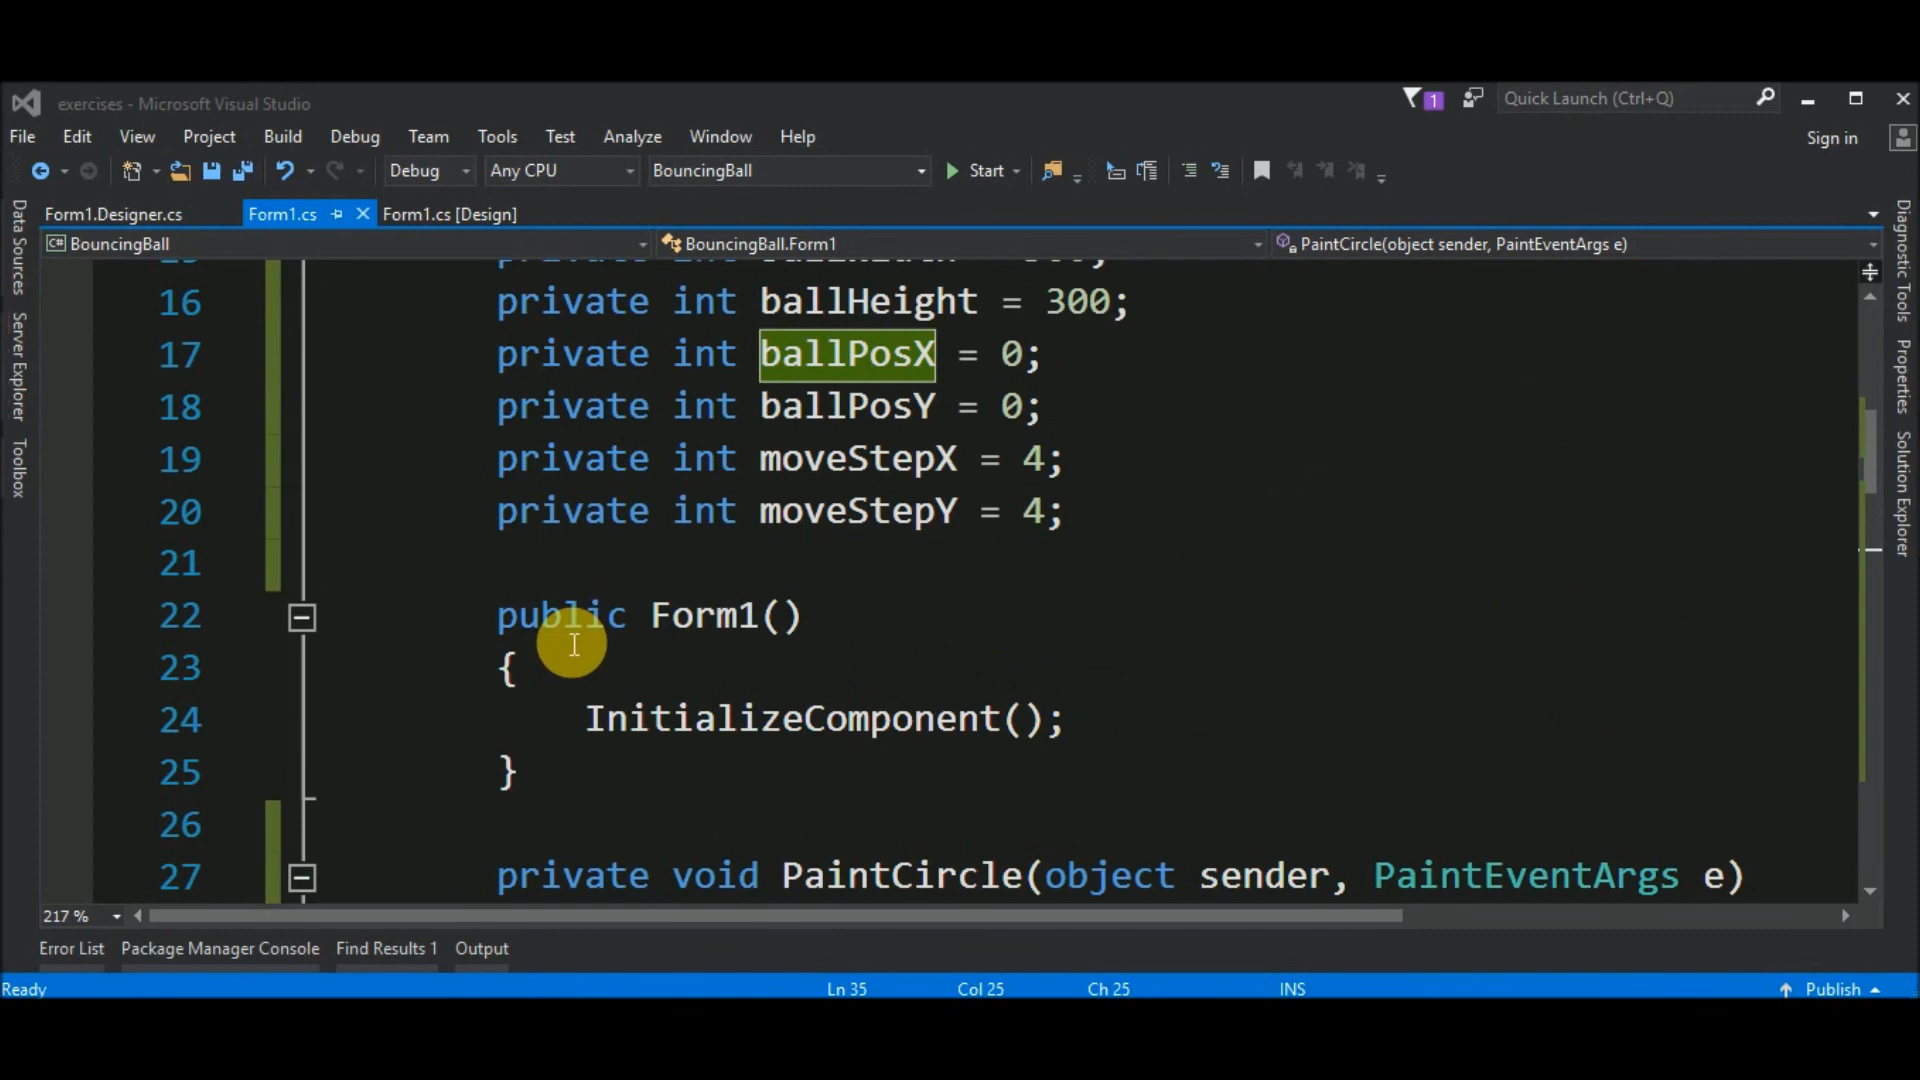 exercises - Microsoft Visual Studio
1
Quick Launch (Ctrl+Q)
File Edit View Project Build Debug Team Tools Test Analyze Window Help
Sign in
Debug Any CPU BouncingBall Start
Form1.Designer.cs Form1.cs Form1.cs [Design]
C# BouncingBall BouncingBall.Form1 PaintCircle(object sender, PaintEventArgs e)
Data Sources
Server Explorer
Toolbox
16 private int ballHeight = 300;
17 private int ballPosX = 0;
18 private int ballPosY = 0;
19 private int moveStepX = 4;
20 private int moveStepY = 4;
21
22 public Form1()
23 {
24 InitializeComponent();
25 }
26
27 private void PaintCircle(object sender, PaintEventArgs e)
Diagnostic Tools
Properties
Solution Explorer
217 %
Error List Package Manager Console Find Results 1 Output
Ready Ln 35 Col 25 Ch 25 INS Publish